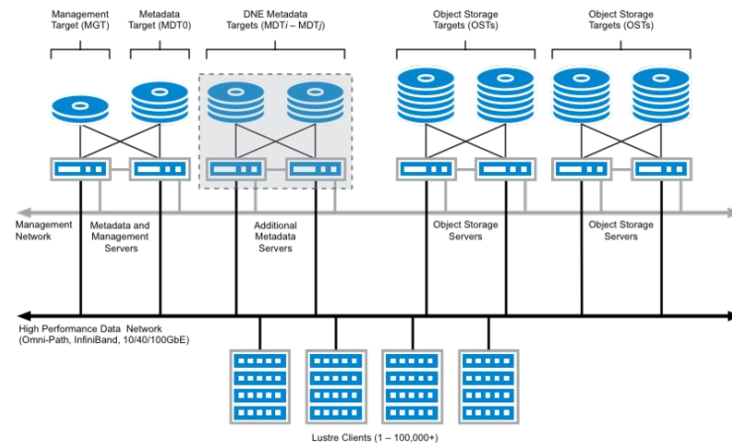 Management
Target (MGT)
Metadata
Target (MDT0)
DNE Metadata
Targets (MDTi – MDTj)
Object Storage
Targets (OSTs)
Object Storage
Targets (OSTs)
Management
Network
Metadata and
Management
Servers
Additional
Metadata
Servers
Object Storage
Servers
Object Storage
Servers
High Performance Data Network
(Omni-Path, InfiniBand, 10/40/100GbE)
Lustre Clients (1 – 100,000+)